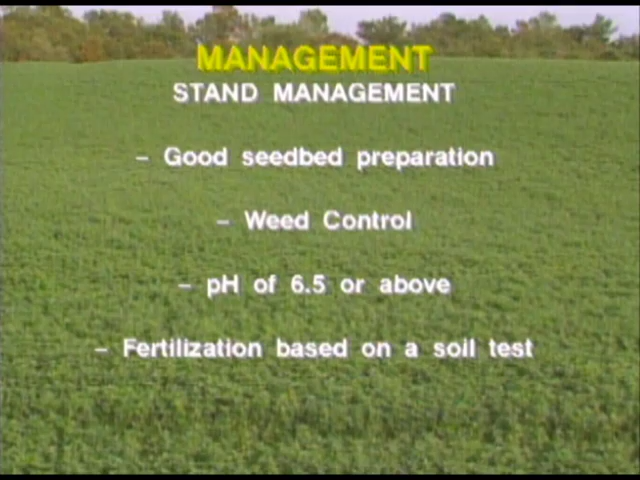 MANAGEMENT
STAND MANAGEMENT
– Good seedbed preparation
– Weed Control
– pH of 6.5 or above
– Fertilization based on a soil test